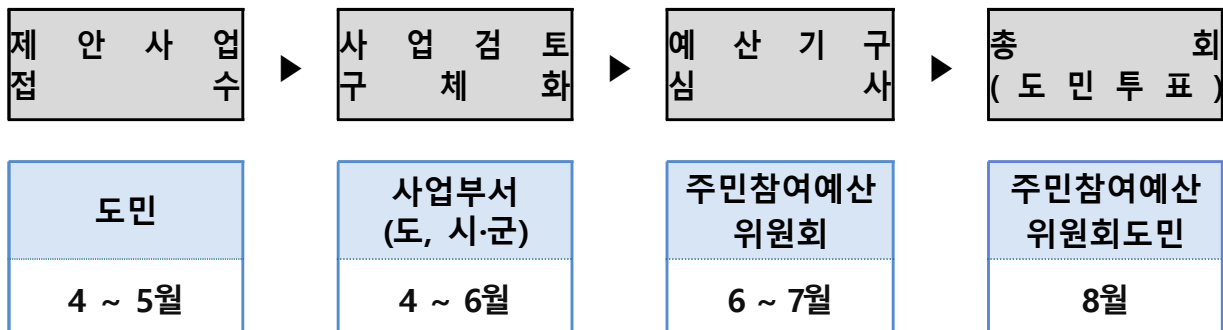 제 안 사 업
접 수
▶
사 업 검 토
구 체 화
▶
예 산 기 구
심 사
▶
총 회
( 도 민 투 표 )
도민
사업부서
(도, 시·군)
주민참여예산
위원회
주민참여예산
위원회도민
4 ~ 5월
4 ~ 6월
6 ~ 7월
8월